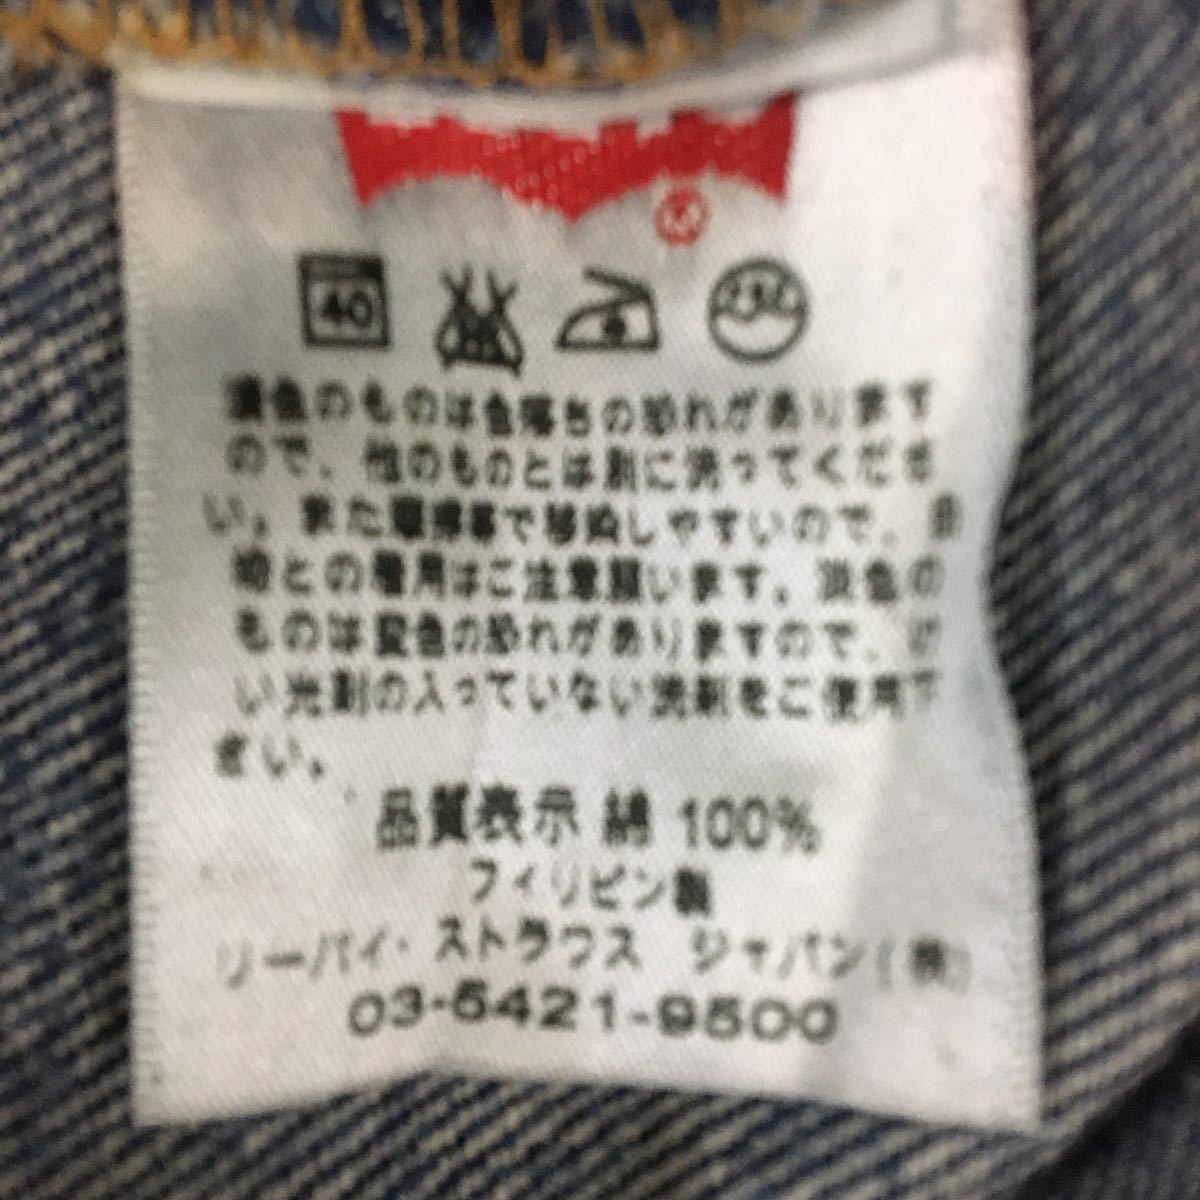 40
濃色のものは色落ちの恐れがあります
ので、他のものとは別に洗ってくださ
い。また摩擦等で移染しやすいので、白
物との着用はご注意願います。淡色の
ものは変色の恐れがありますので、け
い光剤の入っていない洗剤をご使用下
さい。
品質表示 綿 100%
フィリピン製
リーバイ・ストラウス ジャパン(株)
03-5421-9500